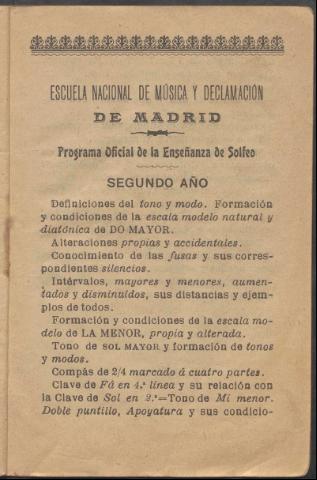 ESCUELA NACIONAL DE MÚSICA Y DECLAMACIÓN
DE MADRID
Programa Oficial de la Enseñanza de Solfeo
SEGUNDO AÑO
Definiciones del tono y modo. Formación
y condiciones de la escala modelo natural y
diatónica de DO MAYOR.
Alteraciones propias y accidentales.
Conocimiento de las fusas y sus corres-
pondientes silencios.
Intérvalos, mayores y menores, aumen-
tados y disminuidos, sus distancias y ejem-
plos de todos.
Formación y condiciones de la escala mo-
delo de LA MENOR, propia y alterada.
Tono de SOL MAYOR y formación de tonos
y modos.
Compás de 2/4 marcado á cuatro partes.
Clave de Fá en 4.ª línea y su relación con
la Clave de Sol en 2.ª=Tono de Mi menor.
Doble puntillo, Apoyatura y sus condicio-